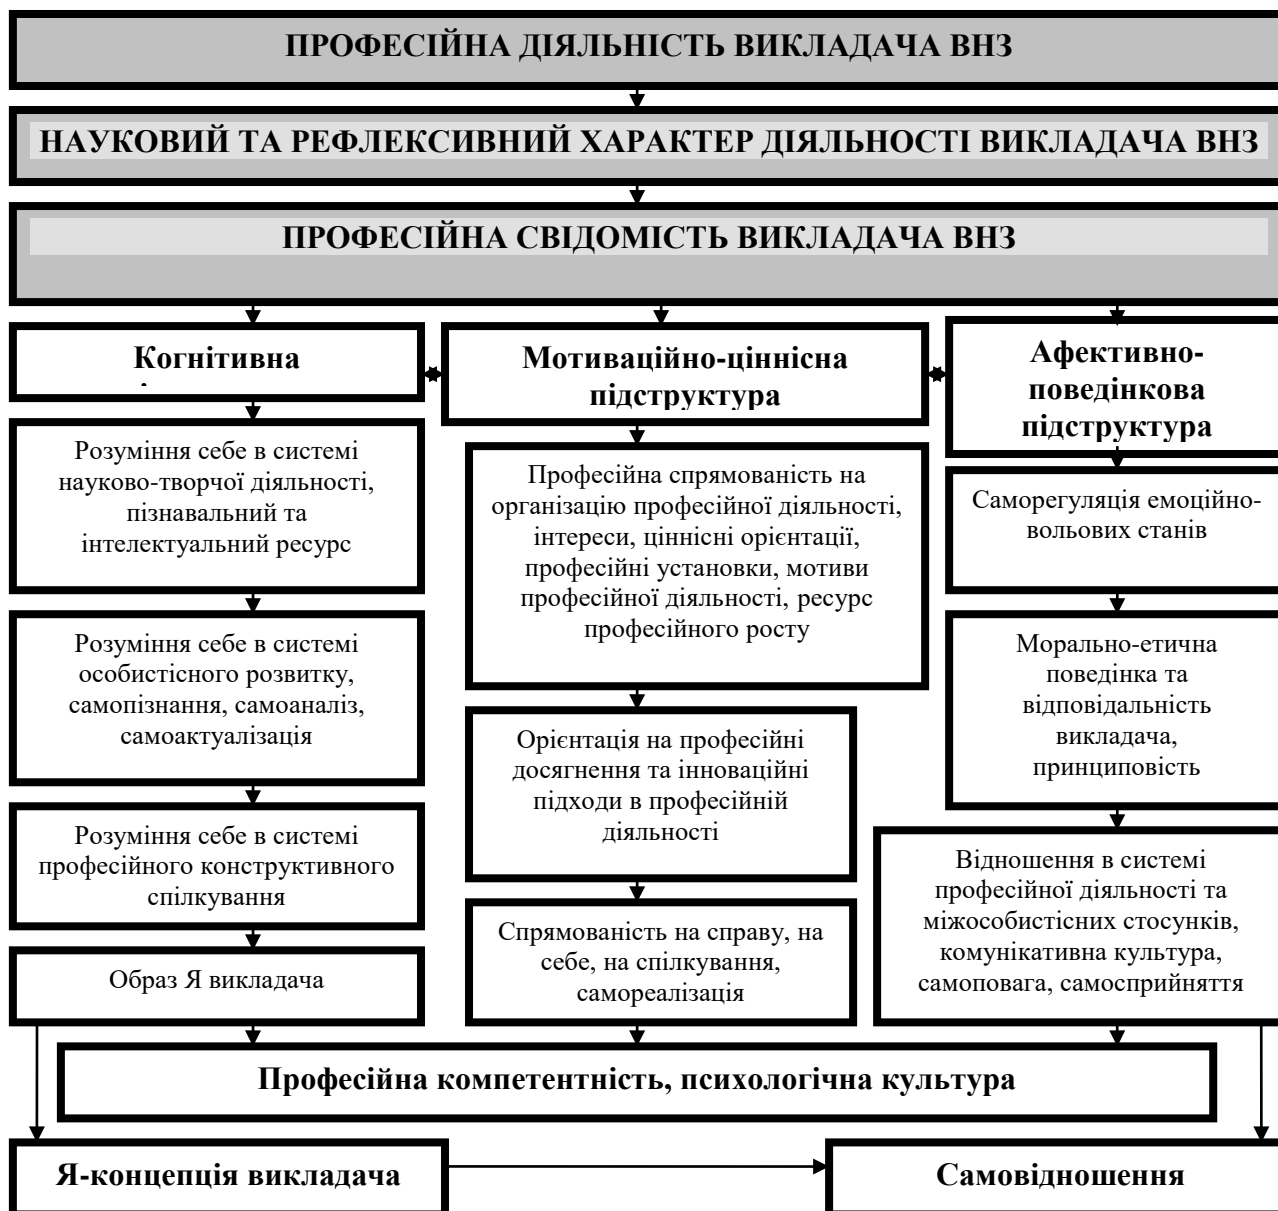 ПРОФЕСІЙНА ДІЯЛЬНІСТЬ ВИКЛАДАЧА ВНЗ
НАУКОВИЙ ТА РЕФЛЕКСИВНИЙ ХАРАКТЕР ДІЯЛЬНОСТІ ВИКЛАДАЧА ВНЗ
ПРОФЕСІЙНА СВІДОМІСТЬ ВИКЛАДАЧА ВНЗ
Когнітивна
Розуміння себе в системі
науково-творчої діяльності,
пізнавальний та
інтелектуальний ресурс
Розуміння себе в системі
особистісного розвитку,
самопізнання, самоаналіз,
самоактуалізація
Розуміння себе в системі
професійного конструктивного
спілкування
Образ Я викладача
Мотиваційно-ціннісна
підструктура
Професійна спрямованість на
організацію професійної діяльності,
інтереси, ціннісні орієнтації,
професійні установки, мотиви
професійної діяльності, ресурс
професійного росту
Орієнтація на професійні
досягнення та інноваційні
підходи в професійній
діяльності
Спрямованість на справу, на
себе, на спілкування,
самореалізація
Афективно-
поведінкова
підструктура
Саморегуляція емоційно-
вольових станів
Морально-етична
поведінка та
відповідальність
викладача,
принциповість
Відношення в системі
професійної діяльності та
міжособистісних стосунків,
комунікативна культура,
самоповага, самосприйняття
Професійна компетентність, психологічна культура
Я-концепція викладача
Самовідношення